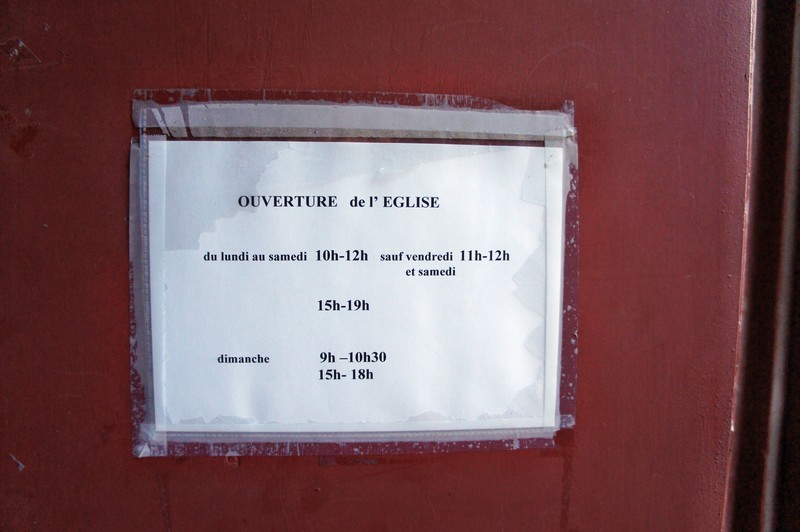 OUVERTURE de l' EGLISE
du lundi au samedi 10h-12h sauf vendredi 11h-12h
et samedi
15h-19h
dimanche 9h –10h30
15h- 18h